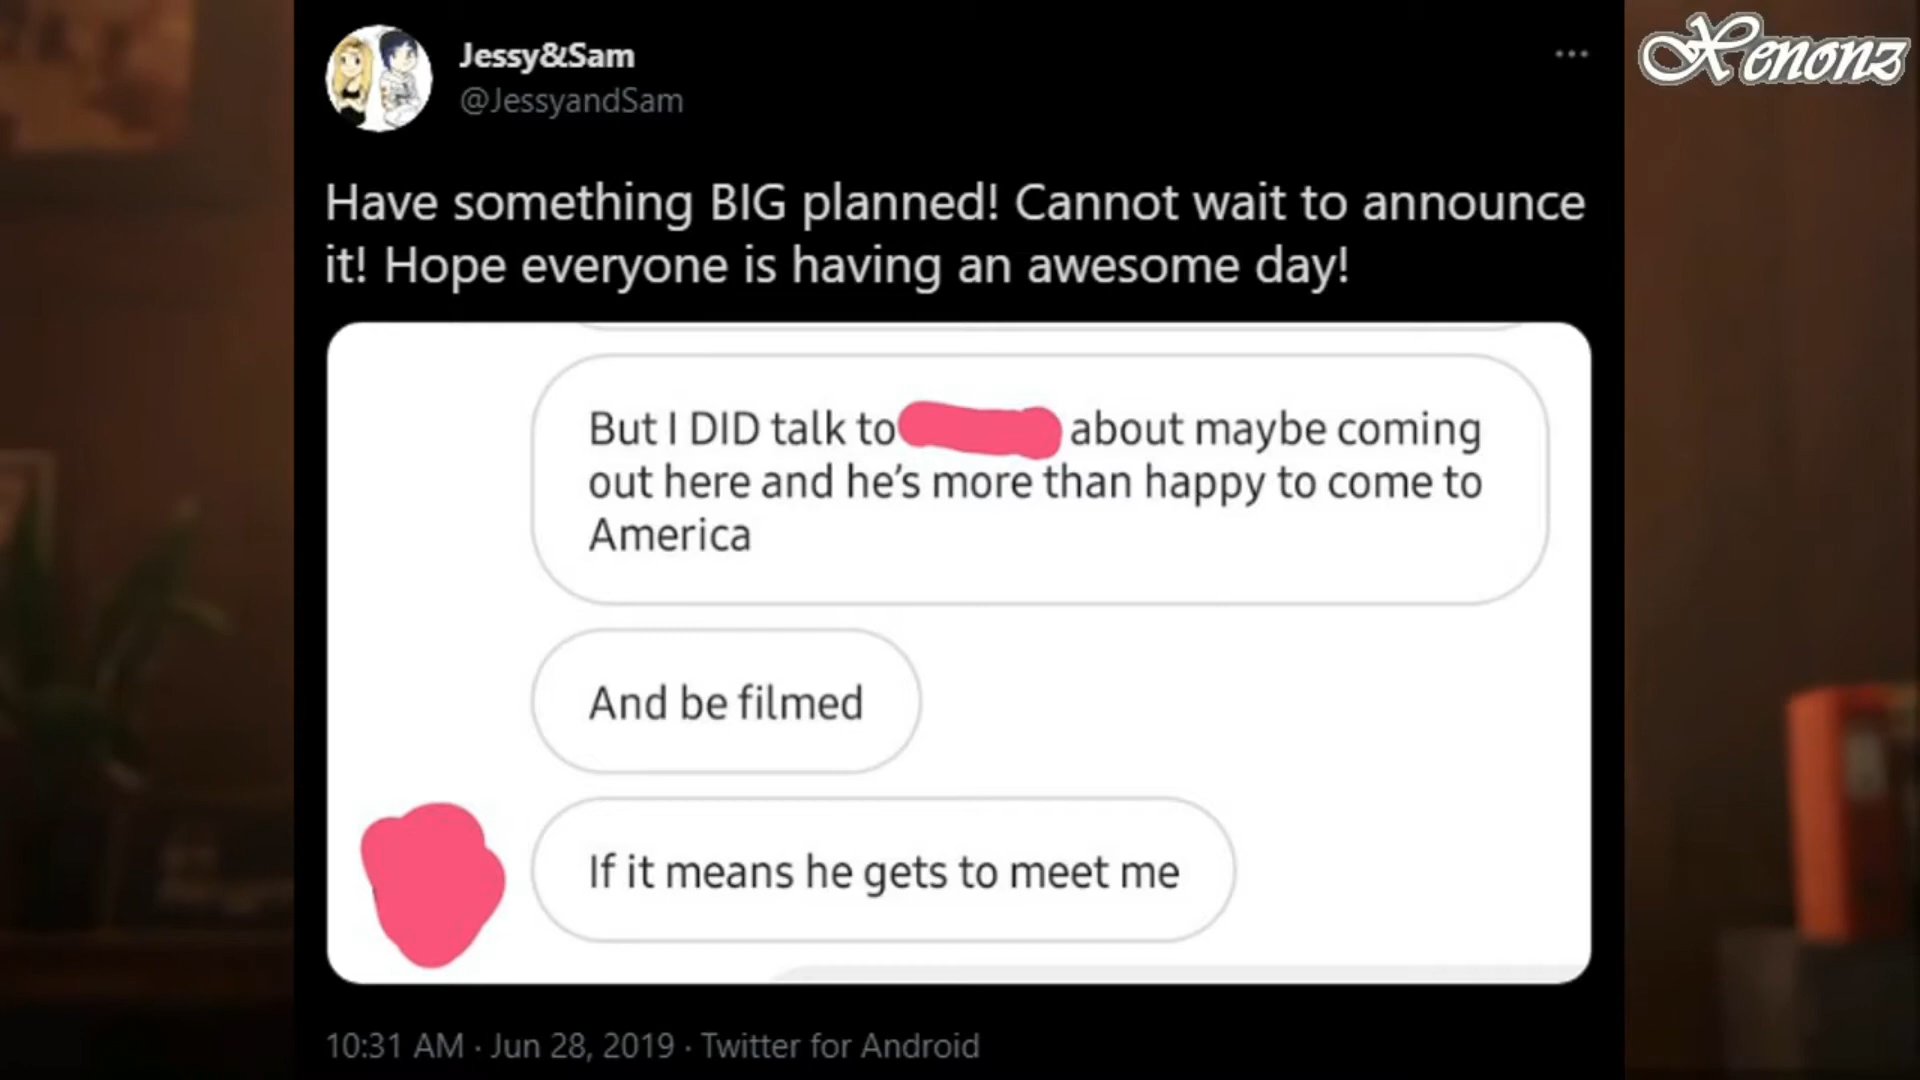 Jessy&Sam
@JessyandSam
Xenonz
Have something BIG planned! Cannot wait to announce
it! Hope everyone is having an awesome day!
But I DID talk to about maybe coming
out here and he's more than happy to come to
America
And be filmed
If it means he gets to meet me
10:31 AM · Jun 28, 2019 · Twitter for Android